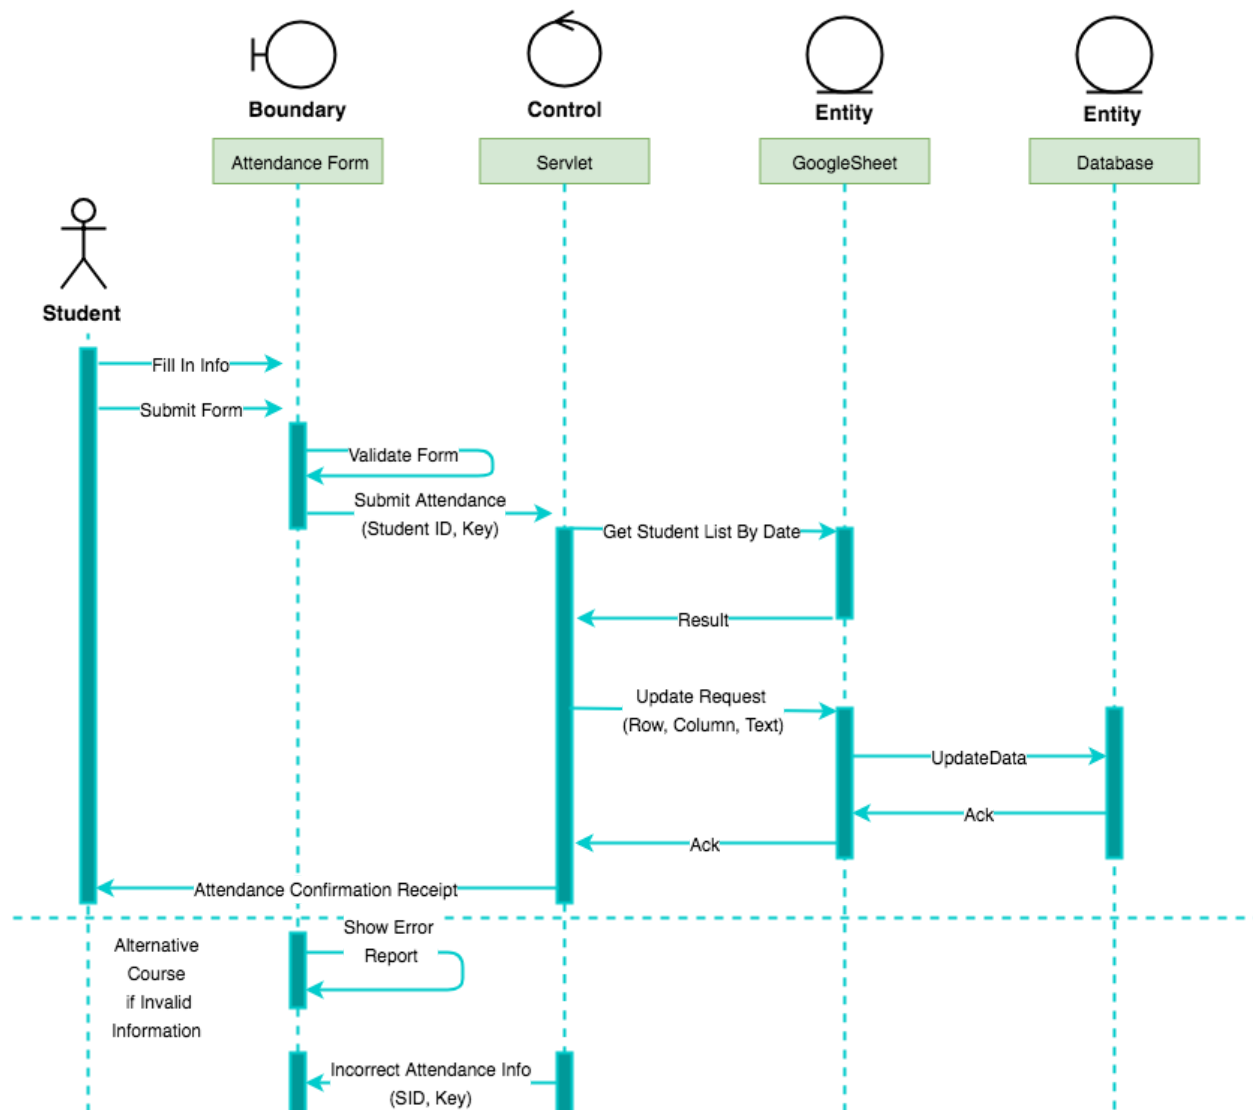 Boundary
Control
Entity
Entity
Attendance Form
Servlet
GoogleSheet
Database
Student
Fill In Info
Submit Form
Validate Form
Submit Attendance
(Student ID, Key)
Get Student List By Date
Result
Update Request
(Row, Column, Text)
UpdateData
Ack
Ack
Attendance Confirmation Receipt
Show Error
Report
Alternative
Course
if Invalid
Information
Incorrect Attendance Info
(SID, Key)